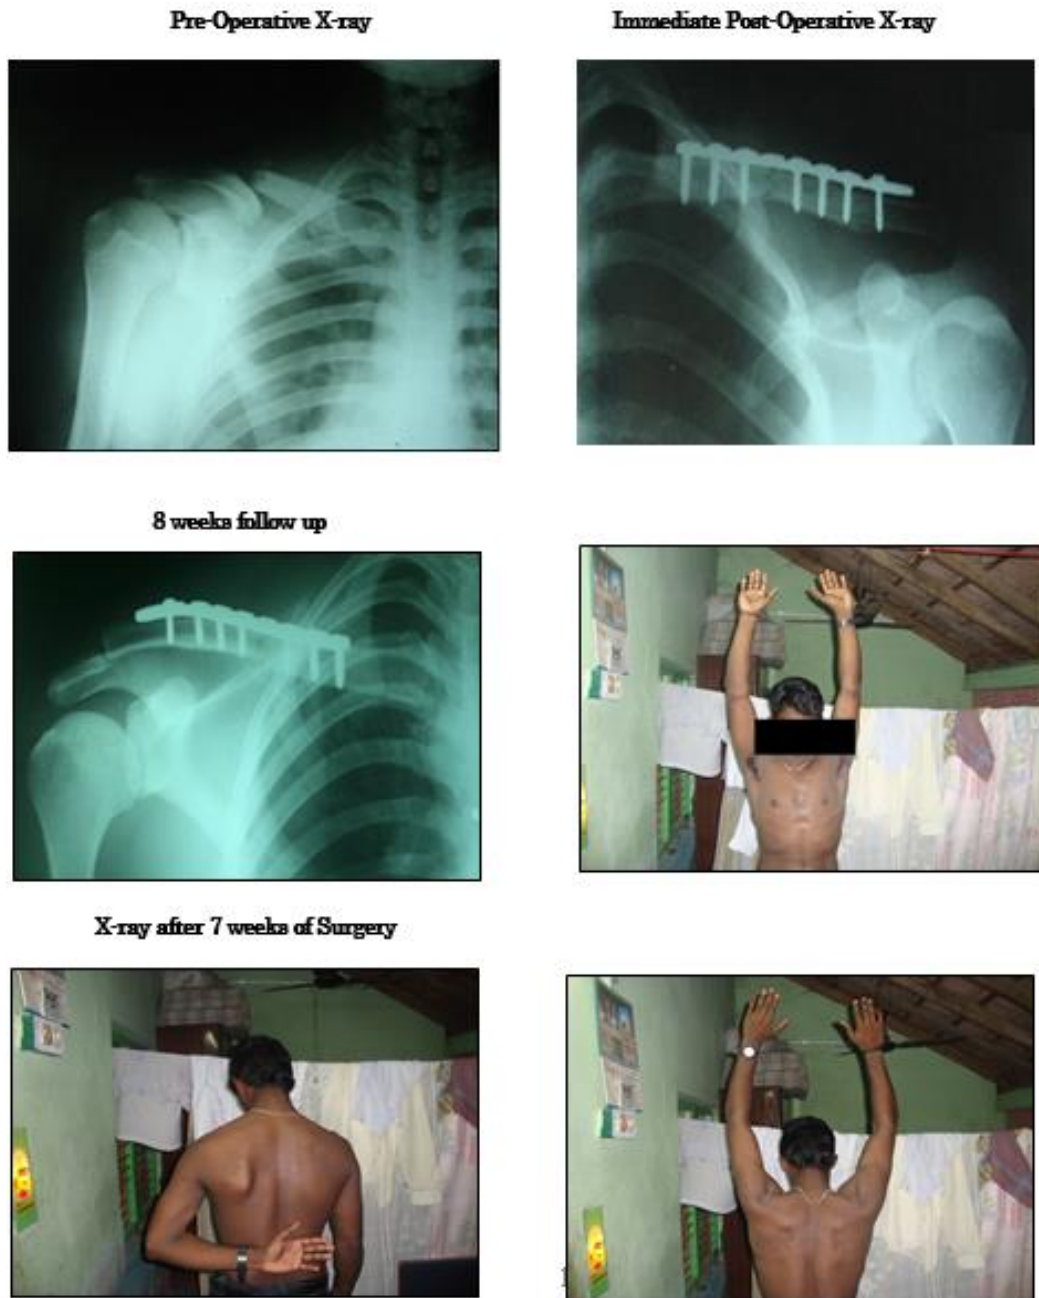 Pre-Operative X-ray
Immediate Post-Operative X-ray
8 weeks follow up
X-ray after 7 weeks of Surgery